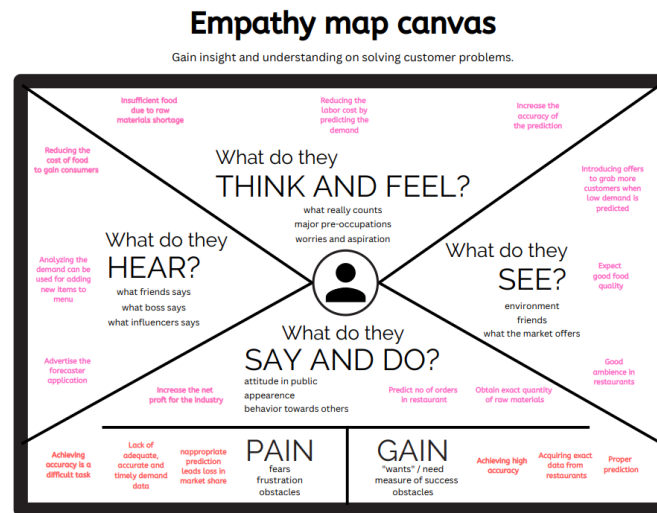 Empathy map canvas
Gain insight and understanding on solving customer problems.
Insufficient food
due to raw
materials shortage
Reducing the
labor cost by
predicting the
demand
Increase the
accuracy of
the prediction
Reducing the
cost of food
to gain consumers
What do they
THINK AND FEEL?
what really counts
major pre-occupations
worries and aspiration
Introducing offers
to grab more
customers when
low demand is
predicted
What do they
HEAR?
what friends says
what boss says
what influencers says
Analyzing the
demand can be
used for adding
new items to
menu
Advertise the
forecaster
application
What do they
SEE?
environment
friends
what the market offers
Expect
good food
quality
Good
ambience in
restaurants
What do they
SAY AND DO?
attitude in public
appearence
behavior towards others
Increase the net
proft for the industry
Predict no of orders
in restaurant
Obtain exact quantity
of raw materials
Achieving
accuracy is a
difficult task
Lack of
adequate,
accurate and
timely demand
data
nappropriate
prediction
leads loss in
market share
PAIN
fears
frustration
obstacles
GAIN
"wants" / need
measure of success
obstacles
Achieving high
accuracy
Acquiring exact
data from
restaurants
Proper
prediction